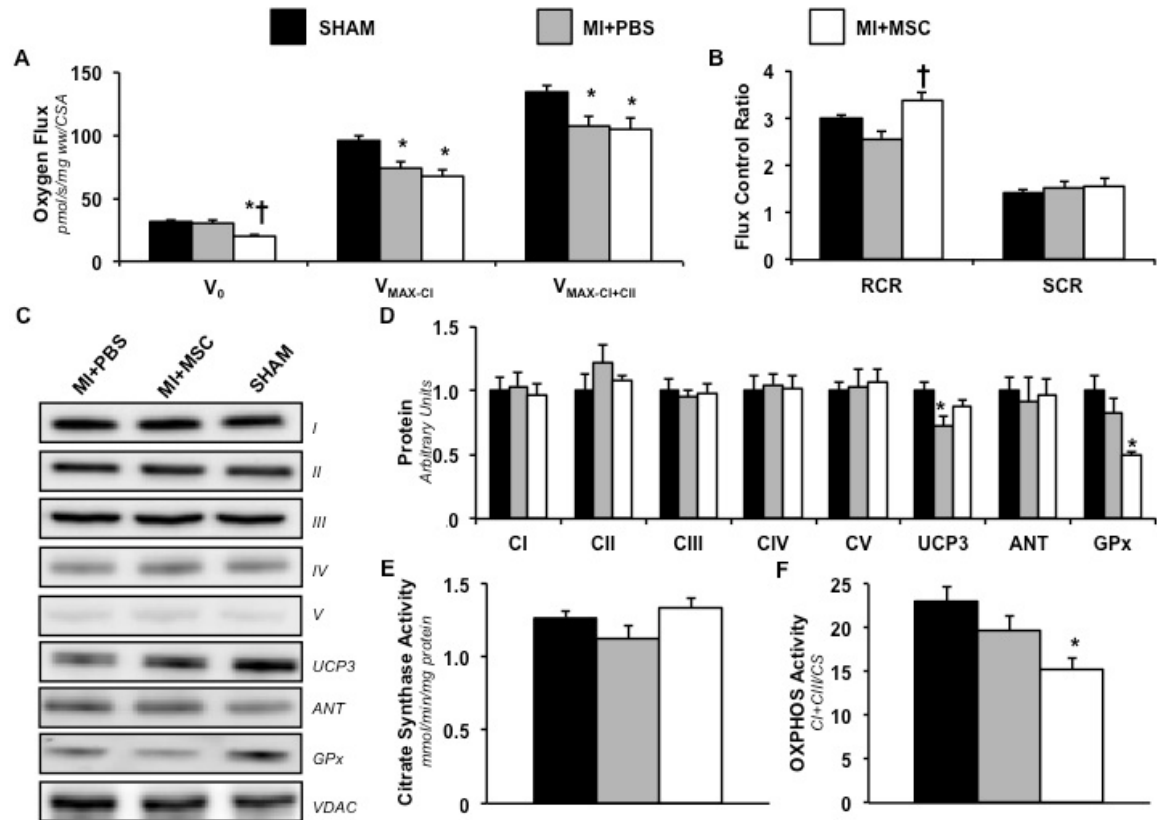 SHAM MI+PBS MI+MSC
A
Oxygen Flux
pmol/s/mg ww/CSA
150
100
50
0
* †
* *
* *
V0 VMAX-CI VMAX-CI+CII
B
Flux Control Ratio
4
3
2
1
0
†
RCR SCR
C
MI+PBS MI+MSC SHAM
I
II
III
IV
V
UCP3
ANT
GPx
VDAC
D
Protein
Arbitrary Units
1.5
1.0
0.5
.0
*
*
CI CII CIII CIV CV UCP3 ANT GPx
E
Citrate Synthase Activity
mmol/min/mg protein
1.5
1.0
1.5
0
F
OXPHOS Activity
CI+CIII/CS
25
20
15
10
5
0
*